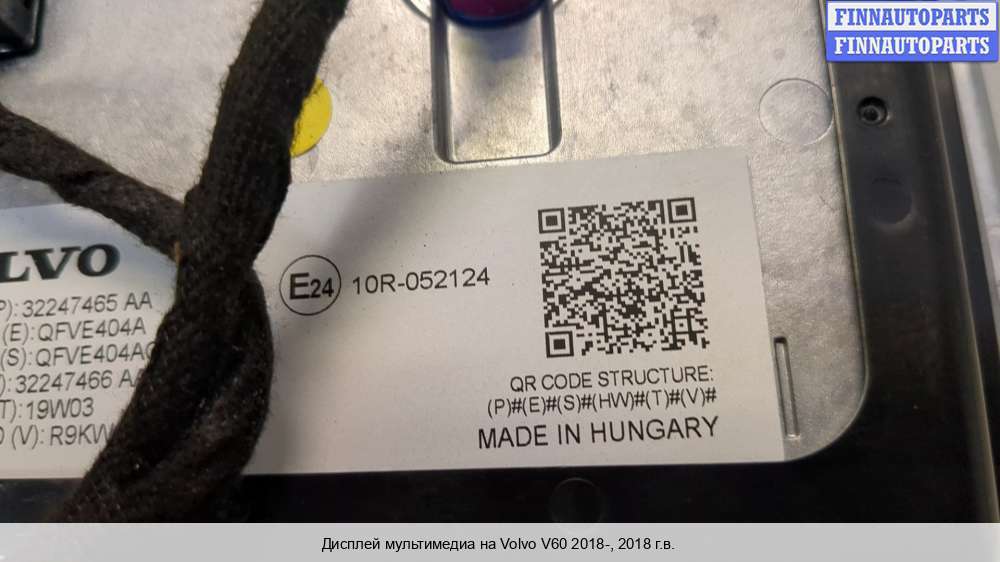 FINNAUTOPARTS
FINNAUTOPARTS
LVO
P): 32247465 AA
(E): QFVE404A
(S): QFVE404A
): 32247466 AA
T): 19W03
(V): R9KW
E24 10R-052124
QR CODE STRUCTURE:
(P)#(E)#(S)#(HW)#(T)#(V)#
MADE IN HUNGARY
Дисплей мультимедиа на Volvo V60 2018-, 2018 г.в.